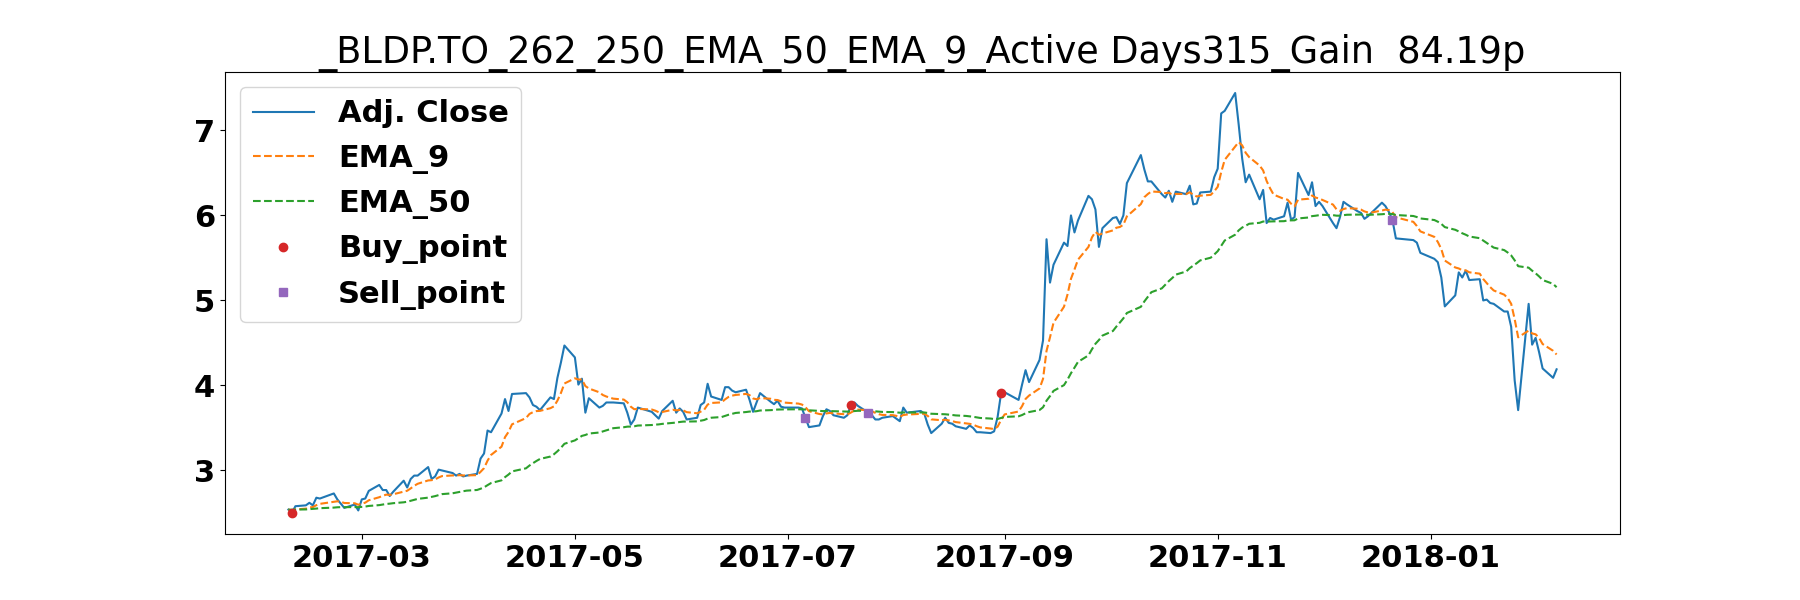 _BLDP.TO_262_250_EMA_50_EMA_9_Active Days315_Gain  84.19p
Adj. Close
EMA_9
EMA_50
Buy_point
Sell_point
7
6
5
4
3
2017-03 2017-05 2017-07 2017-09 2017-11 2018-01